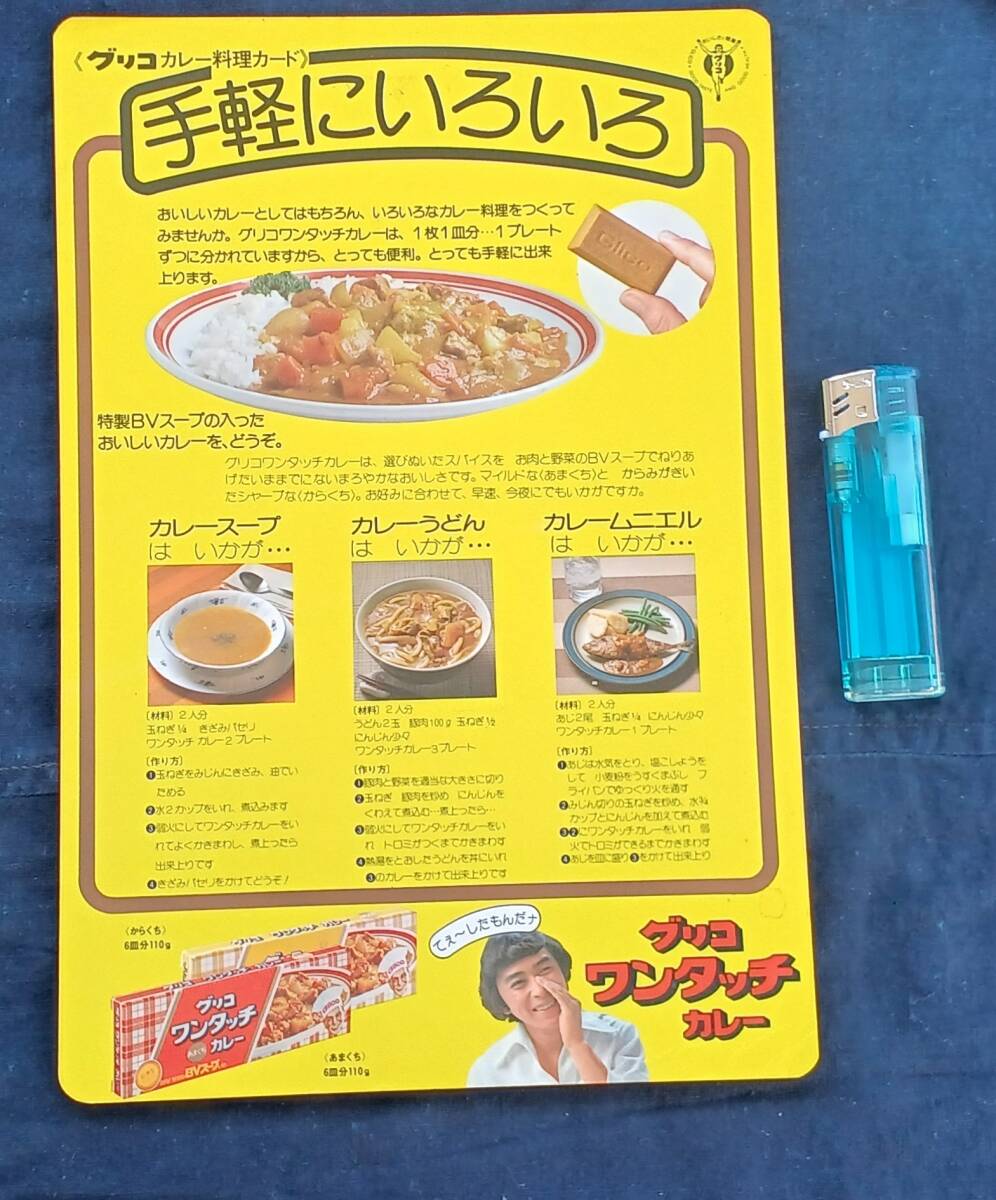 《グリコ カレー料理カード》
手軽にいろいろ
おいしいカレーとしてはもちろん、いろいろなカレー料理をつくって
みませんか。グリコワンタッチカレーは、1枚1皿分…1プレート
ずつに分かれていますから、とっても便利。とっても手軽に出来
上ります。
Glico
特製BVスープの入った
おいしいカレーを、どうぞ。
グリコワンタッチカレーは、選びぬいたスパイスを お肉と野菜のBVスープでねりあ
げたいままでにないまろやかなおいしさです。マイルドな〈あまくち〉と からみがきい
たシャープな〈からくち〉。お好みに合わせて、早速、今夜にでもいかがですか。
カレースープ
は いかが…
[材料] 2人分
玉ねぎ¼ きざみパセリ
ワンタッチ カレー2プレート
[作り方]
❶玉ねぎをみじんにきざみ、油でい
ためる
❷水2カップをいれ、煮込みます
❸弱火にしてワンタッチカレーをい
れてよくかきまわし、煮上ったら
出来上りです
❹きざみパセリをかけてどうぞ!
カレーうどん
は いかが…
[材料] 2人分
うどん2玉 豚肉100g 玉ねぎ½
にんじん少々
ワンタッチカレー3プレート
[作り方]
❶豚肉と野菜を適当な大きさに切り
❷玉ねぎ 豚肉を炒め にんじんを
くわえて煮込む…煮上ったら…
❸弱火にしてワンタッチカレーをい
れ トロミがつくまでかきまわす
❹熱湯をとおしたうどんを丼にいれ
❸のカレーをかけて出来上りです
カレームニエル
は いかが…
[材料] 2人分
あじ2尾 玉ねぎ¼ にんじん少々
ワンタッチカレー1プレート
[作り方]
❶あじは水気をとり、塩こしょうを
して 小麦粉をうすくまぶし フ
ライパンでゆっくり火を通す
❷みじん切りの玉ねぎを炒め、水¾
カップとにんじんを加えて煮込む
❸❷にワンタッチカレーをいれ 弱
火でトロミができるまでかきまわす
❹あじを皿に盛り❸をかけて出来上り
〈からくち〉
6皿分110g
グリコ
ワンタッチ
あまくち カレー
BVスープ
〈あまくち〉
6皿分110g
てぇ〜したもんだナ
グリコ
ワンタッチ
カレー